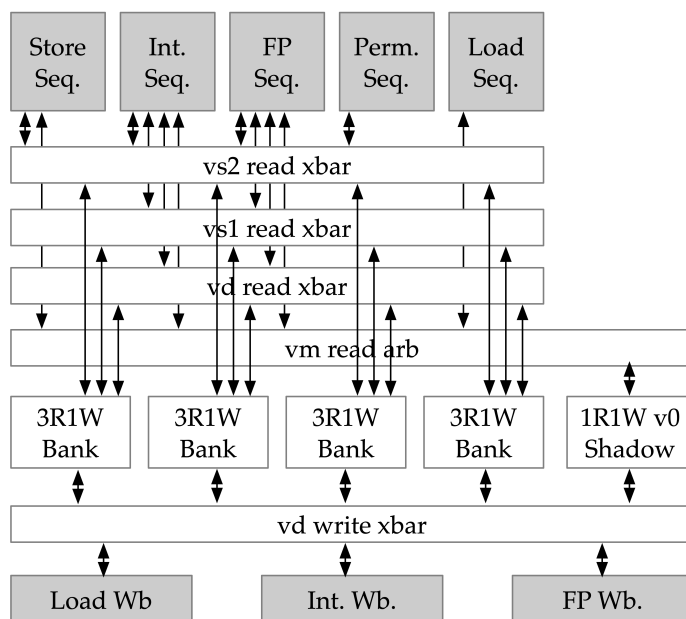 Store
Seq.
Int.
Seq.
FP
Seq.
Perm.
Seq.
Load
Seq.
vs2 read xbar
vs1 read xbar
vd read xbar
vm read arb
3R1W
Bank
3R1W
Bank
3R1W
Bank
3R1W
Bank
1R1W v0
Shadow
vd write xbar
Load Wb
Int. Wb.
FP Wb.